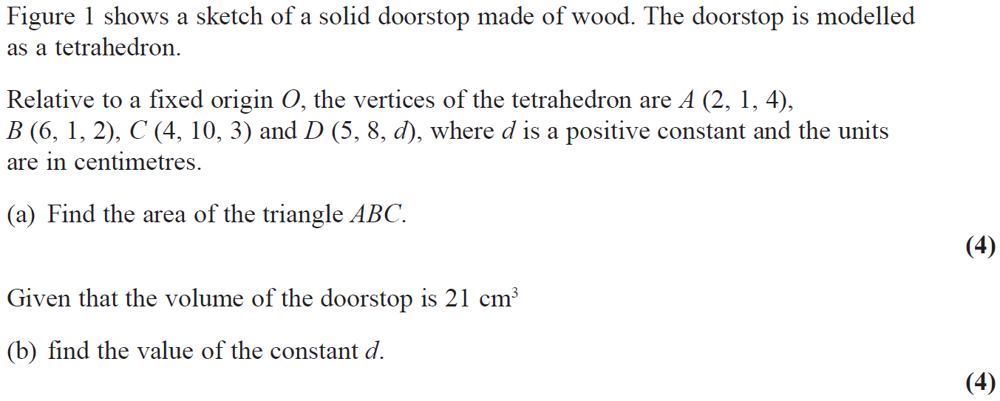 Figure 1 shows a sketch of a solid doorstop made of wood. The doorstop is modelled
as a tetrahedron.
Relative to a fixed origin O, the vertices of the tetrahedron are A (2, 1, 4),
B (6, 1, 2), C (4, 10, 3) and D (5, 8, d), where d is a positive constant and the units
are in centimetres.
(a) Find the area of the triangle ABC.
(4)
Given that the volume of the doorstop is 21 cm³
(b) find the value of the constant d.
(4)